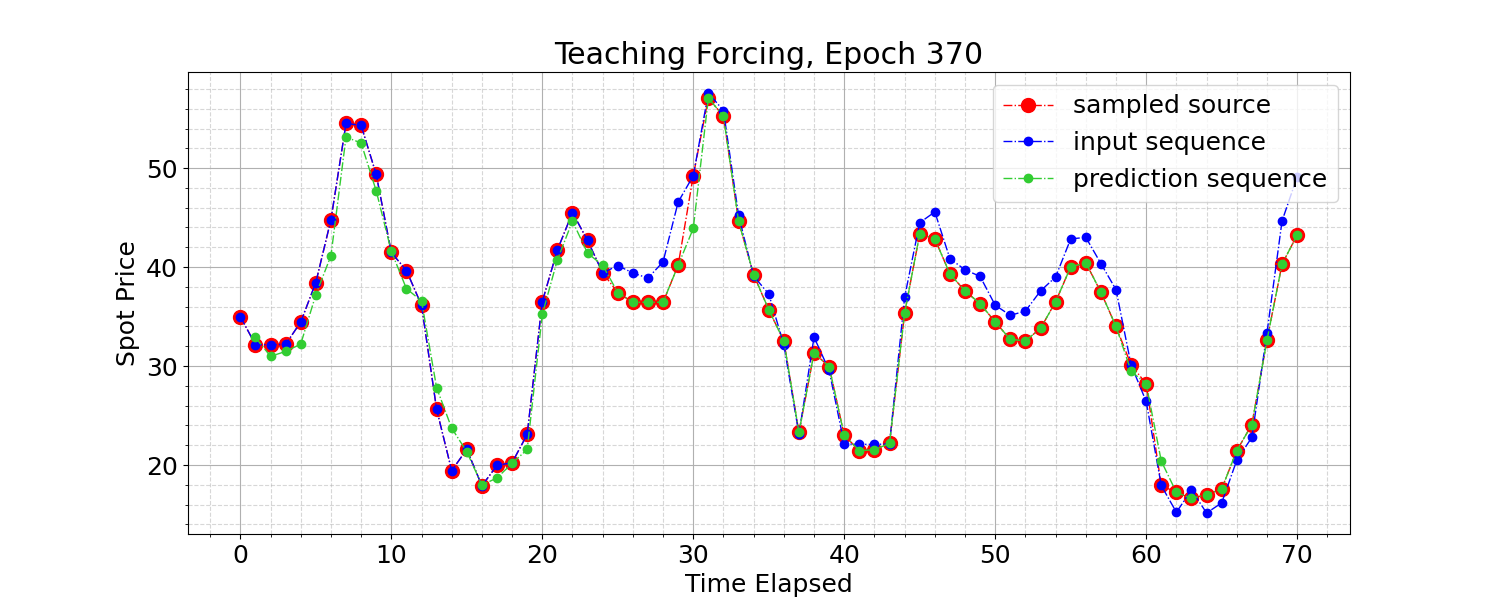 Teaching Forcing, Epoch 370
sampled source
input sequence
prediction sequence
Spot Price
50
40
30
20
0 10 20 30 40 50 60 70
Time Elapsed